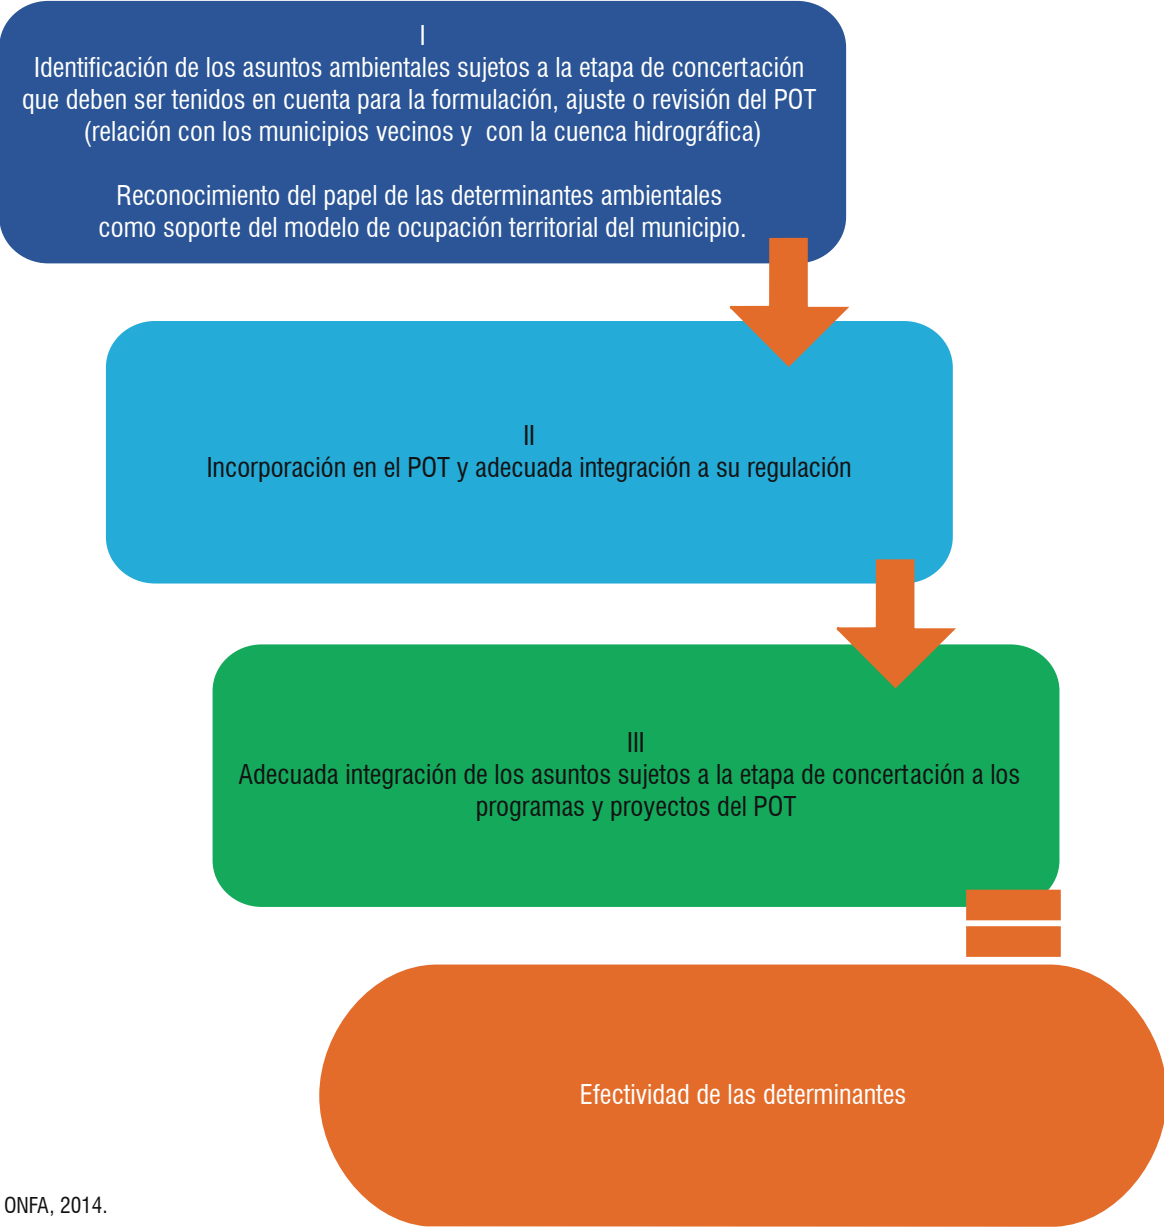 I
Identificación de los asuntos ambientales sujetos a la etapa de concertación
que deben ser tenidos en cuenta para la formulación, ajuste o revisión del POT
(relación con los municipios vecinos y con la cuenca hidrográfica)
Reconocimiento del papel de las determinantes ambientales
como soporte del modelo de ocupación territorial del municipio.
II
Incorporación en el POT y adecuada integración a su regulación
III
Adecuada integración de los asuntos sujetos a la etapa de concertación a los
programas y proyectos del POT
Efectividad de las determinantes
ONFA, 2014.